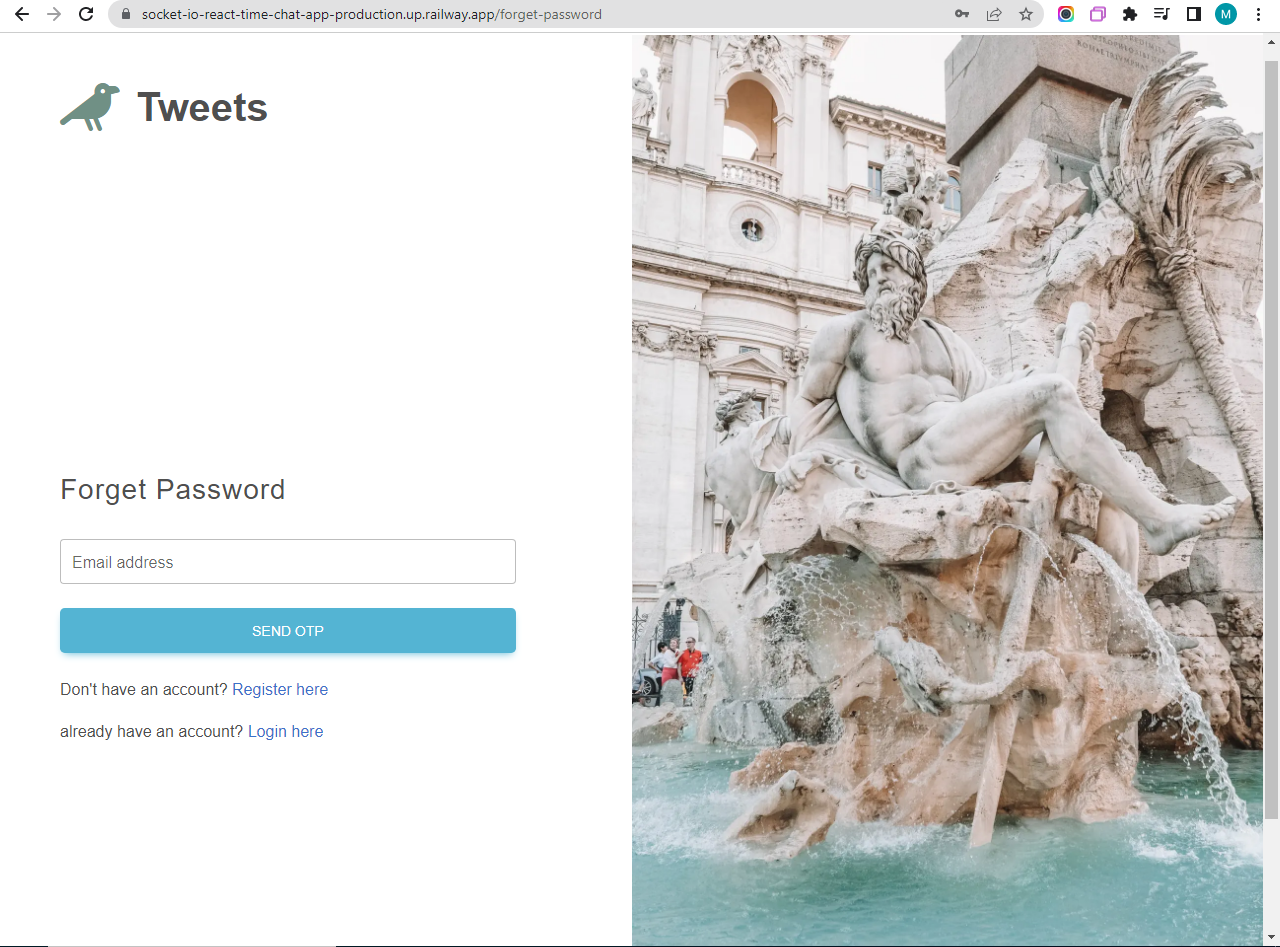 socket-io-react-time-chat-app-production.up.railway.app/forget-password
M
Tweets
Forget Password
Email address
SEND OTP
Don't have an account? Register here
already have an account? Login here